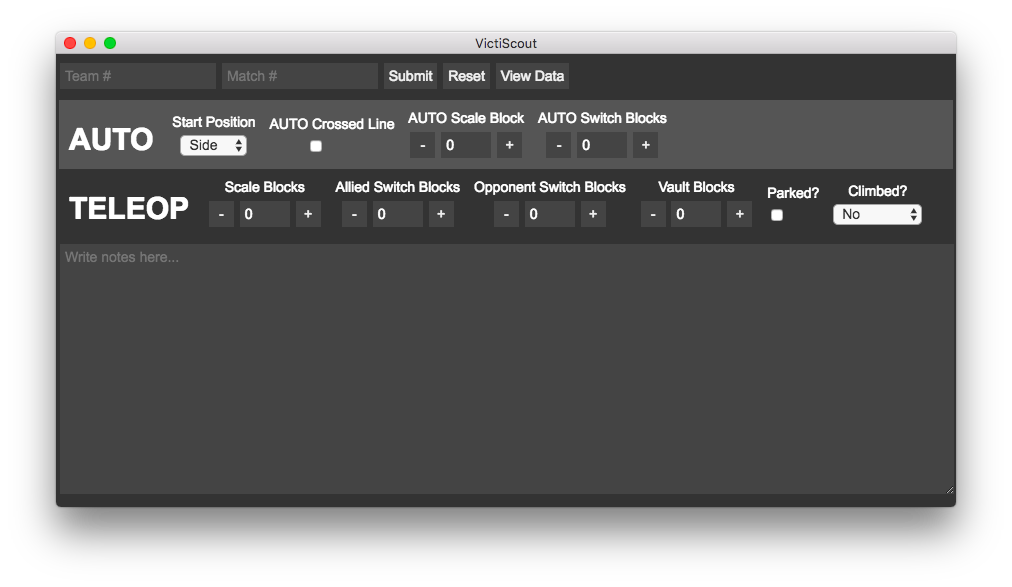 VictiScout
Team # Match # Submit Reset View Data
AUTO Start Position AUTO Crossed Line AUTO Scale Block AUTO Switch Blocks
Side - 0 + - 0 +
TELEOP Scale Blocks Allied Switch Blocks Opponent Switch Blocks Vault Blocks Parked? Climbed?
- 0 + - 0 + - 0 + - 0 + No
Write notes here...